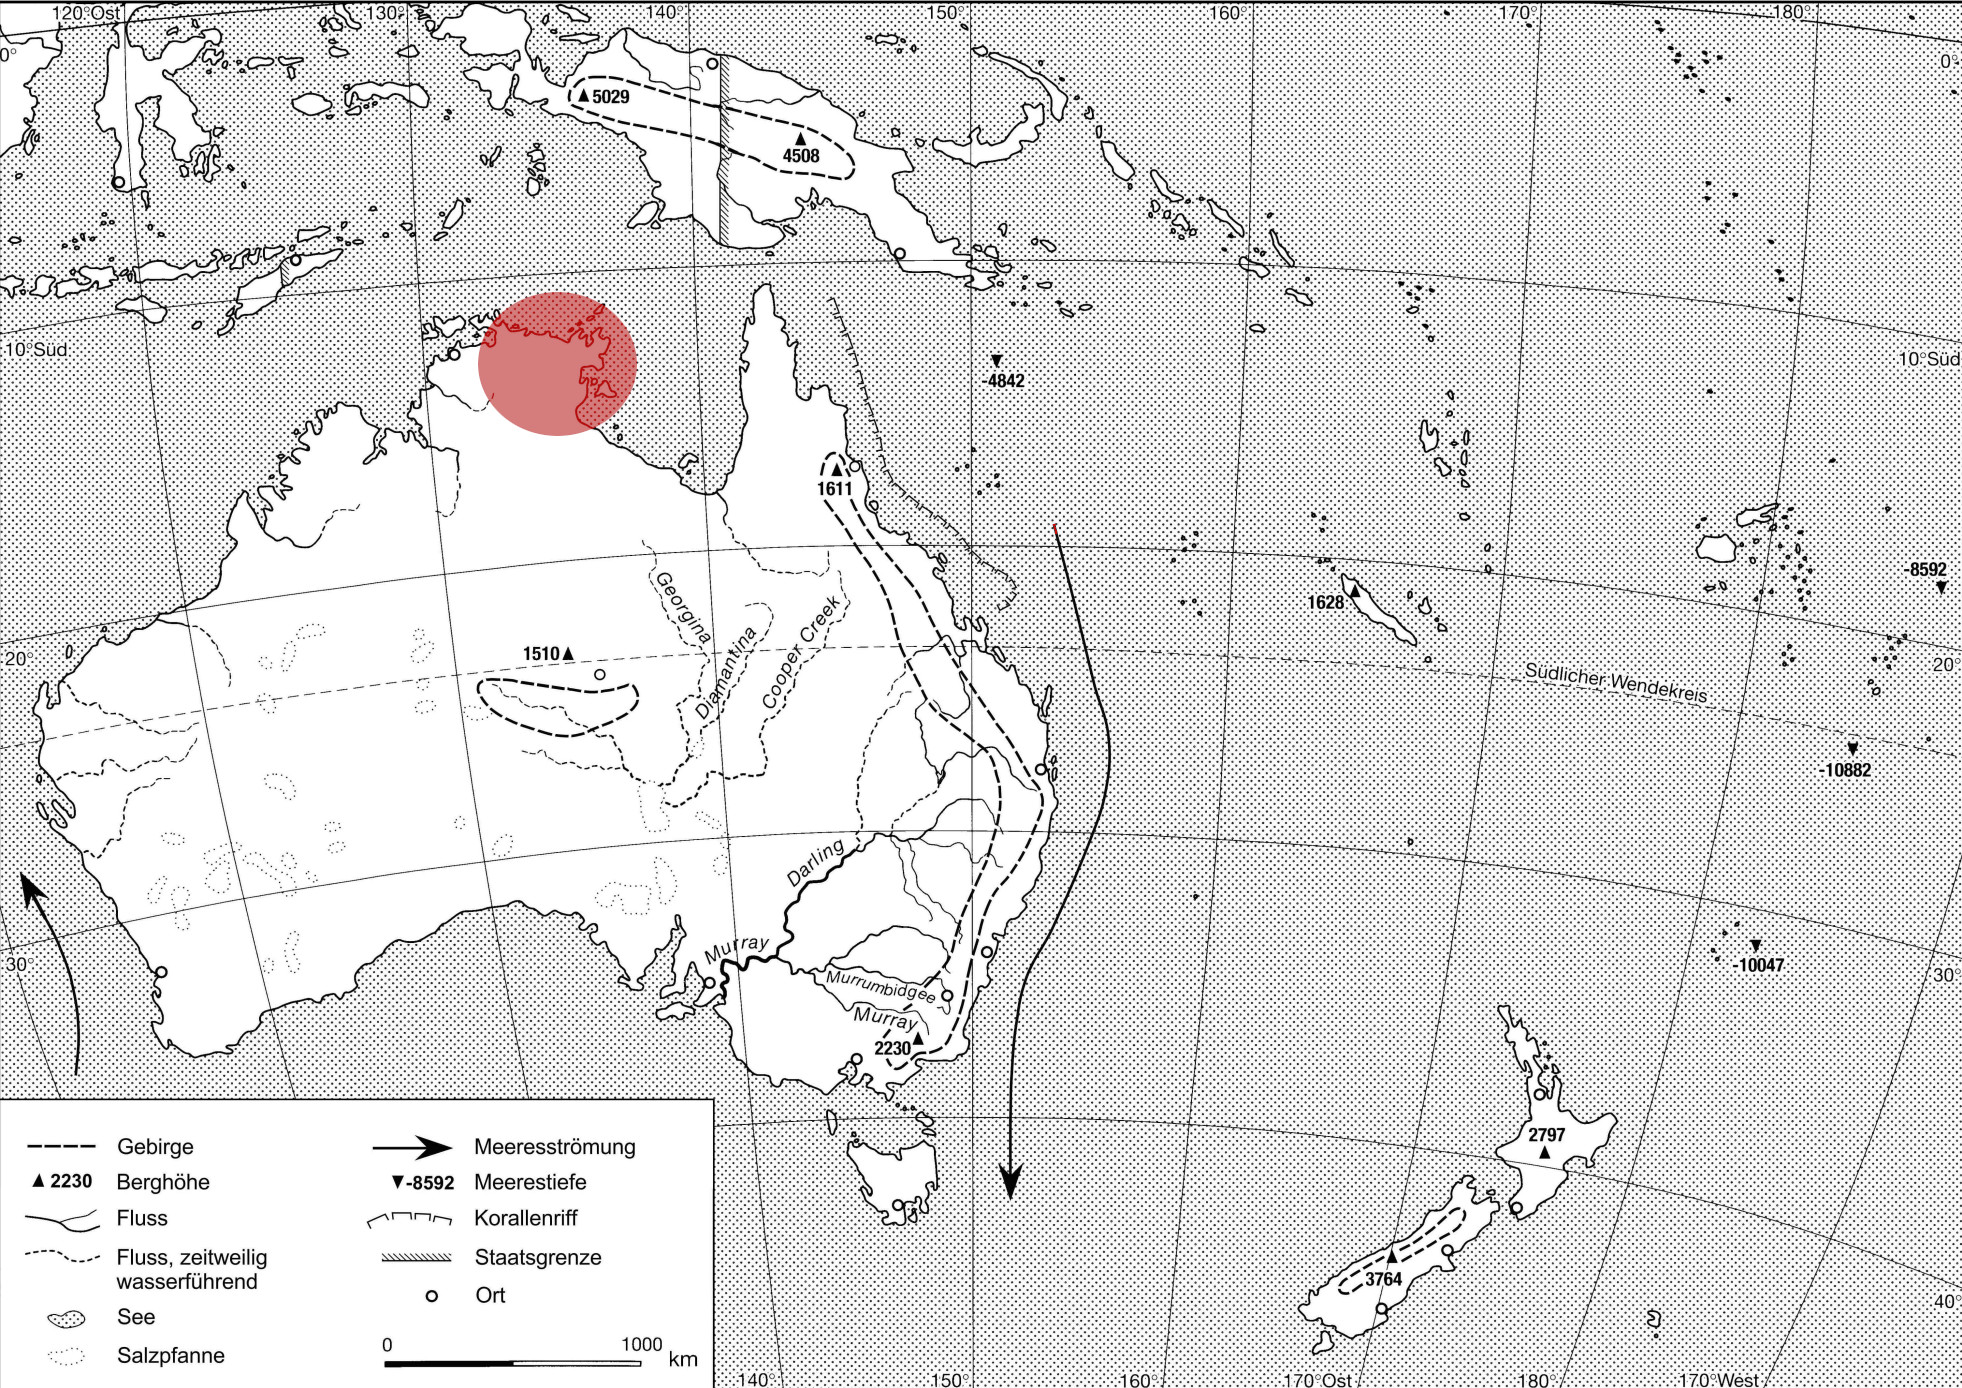 120°Ost
130°
140°
150°
160°
170°
180°
0°
0°
5029
4508
10°Süd
10°Süd
-4842
1611
-8592
1628
Georgina
Diamantina
Cooper Creek
1510
20°
20°
Südlicher Wendekreis
-10882
Darling
Murray
Murrumbidgee
Murray
2230
30°
30°
-10047
2797
3764
40°
Gebirge
2230 Berghöhe
Fluss
Fluss, zeitweilig
wasserführend
See
Salzpfanne
Meeresströmung
-8592 Meerestiefe
Korallenriff
Staatsgrenze
Ort
0 1000 km
140°
150°
160°
170°Ost
180°
170°West